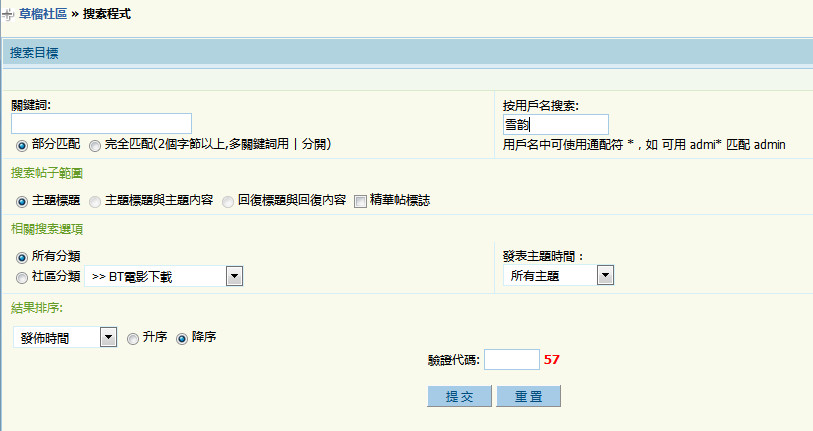 草榴社區 » 搜索程式
搜索目標
關鍵詞:
按用戶名搜索:
雪韵
部分匹配 完全匹配(2個字節以上,多關鍵詞用 | 分開)
用戶名中可使用通配符 *，如 可用 admi* 匹配 admin
搜索帖子範圍
主題標題 主題標題與主題內容 回復標題與回復內容 精華帖標誌
相關搜索選項
所有分類
發表主題時間：
社區分類 >> BT電影下載
所有主題
結果排序:
發佈時間 升序 降序
驗證代碼: 57
提交 重置